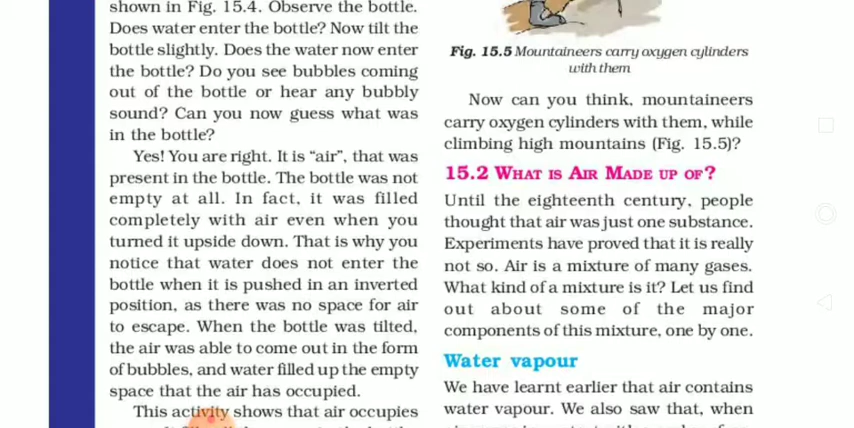 shown in Fig. 15.4. Observe the bottle.
Does water enter the bottle? Now tilt the
bottle slightly. Does the water now enter
the bottle? Do you see bubbles coming
out of the bottle or hear any bubbly
sound? Can you now guess what was
in the bottle?
Yes! You are right. It is “air”, that was
present in the bottle. The bottle was not
empty at all. In fact, it was filled
completely with air even when you
turned it upside down. That is why you
notice that water does not enter the
bottle when it is pushed in an inverted
position, as there was no space for air
to escape. When the bottle was tilted,
the air was able to come out in the form
of bubbles, and water filled up the empty
space that the air has occupied.
This activity shows that air occupies
Fig. 15.5 Mountaineers carry oxygen cylinders
with them
Now can you think, mountaineers
carry oxygen cylinders with them, while
climbing high mountains (Fig. 15.5)?
15.2 WHAT IS AIR MADE UP OF?
Until the eighteenth century, people
thought that air was just one substance.
Experiments have proved that it is really
not so. Air is a mixture of many gases.
What kind of a mixture is it? Let us find
out about some of the major
components of this mixture, one by one.
Water vapour
We have learnt earlier that air contains
water vapour. We also saw that, when